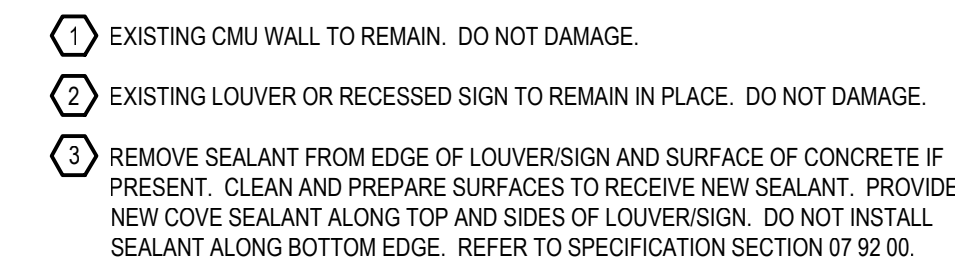 1 EXISTING CMU WALL TO REMAIN. DO NOT DAMAGE.
2 EXISTING LOUVER OR RECESSED SIGN TO REMAIN IN PLACE. DO NOT DAMAGE.
3 REMOVE SEALANT FROM EDGE OF LOUVER/SIGN AND SURFACE OF CONCRETE IF
PRESENT. CLEAN AND PREPARE SURFACES TO RECEIVE NEW SEALANT. PROVIDE
NEW COVE SEALANT ALONG TOP AND SIDES OF LOUVER/SIGN. DO NOT INSTALL
SEALANT ALONG BOTTOM EDGE. REFER TO SPECIFICATION SECTION 07 92 00.